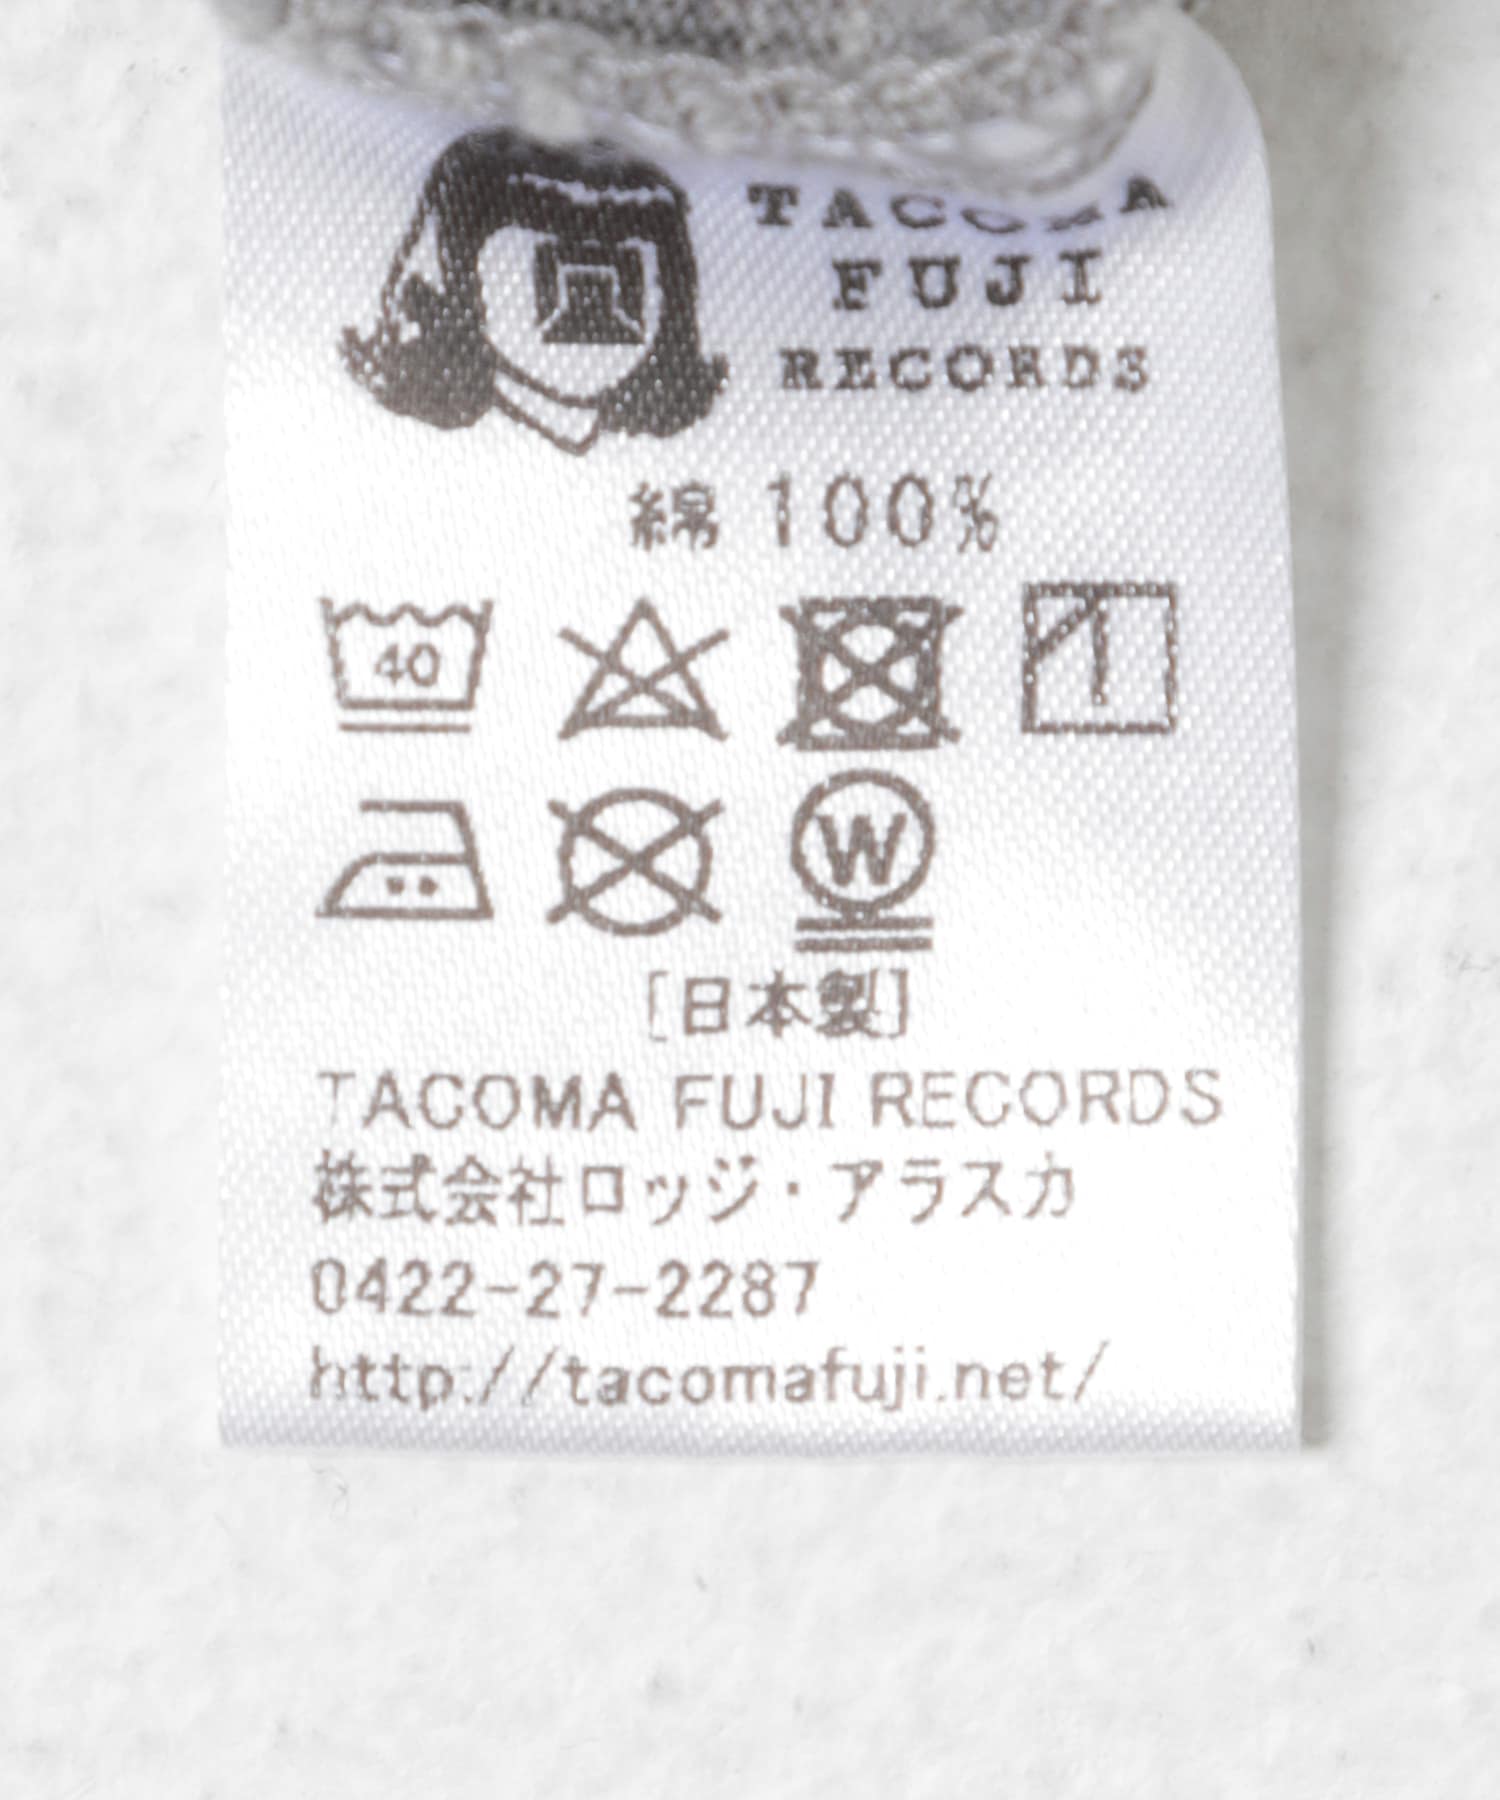 TACOMA
FUJI
RECORDS
綿 100%
40
W
[日本製]
TACOMA FUJI RECORDS
株式会社ロッジ・アラスカ
0422-27-2287
http://tacomafuji.net/